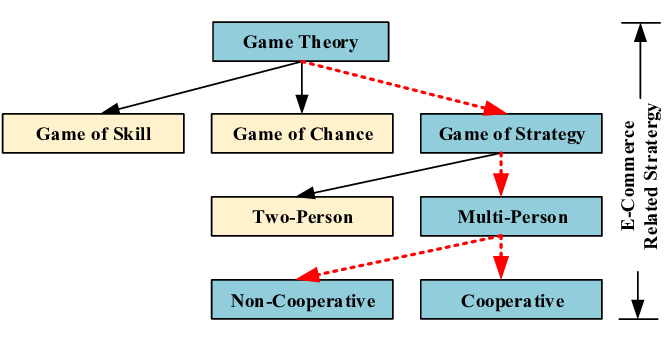 Game Theory
Game of Skill
Game of Chance
Game of Strategy
Two-Person
Multi-Person
Non-Cooperative
Cooperative
E-Commerce
Related Stratergy